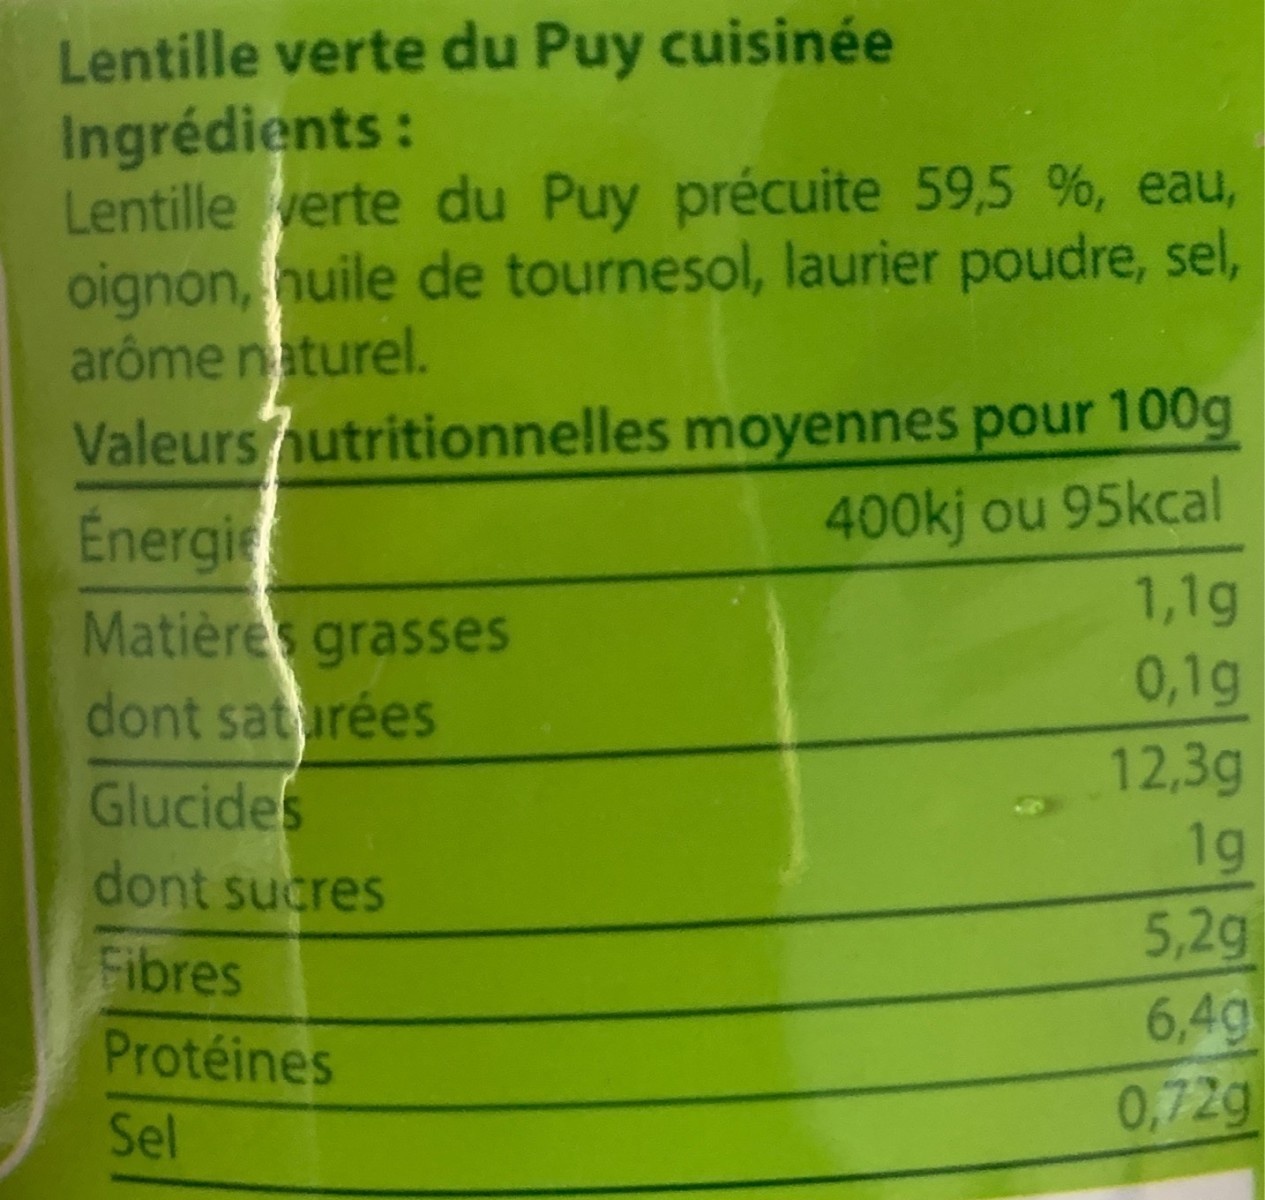 Lentille verte du Puy cuisinée
Ingrédients :
Lentille verte du Puy précuite 59,5 %, eau,
oignon, huile de tournesol, laurier poudre, sel,
arôme naturel.
Valeurs nutritionnelles moyennes pour 100g
Énergie 400kj ou 95kcal
Matières grasses 1,1g
dont saturées 0,1g
Glucides 12,3g
dont sucres 1g
Fibres 5,2g
Protéines 6,4g
Sel 0,72g